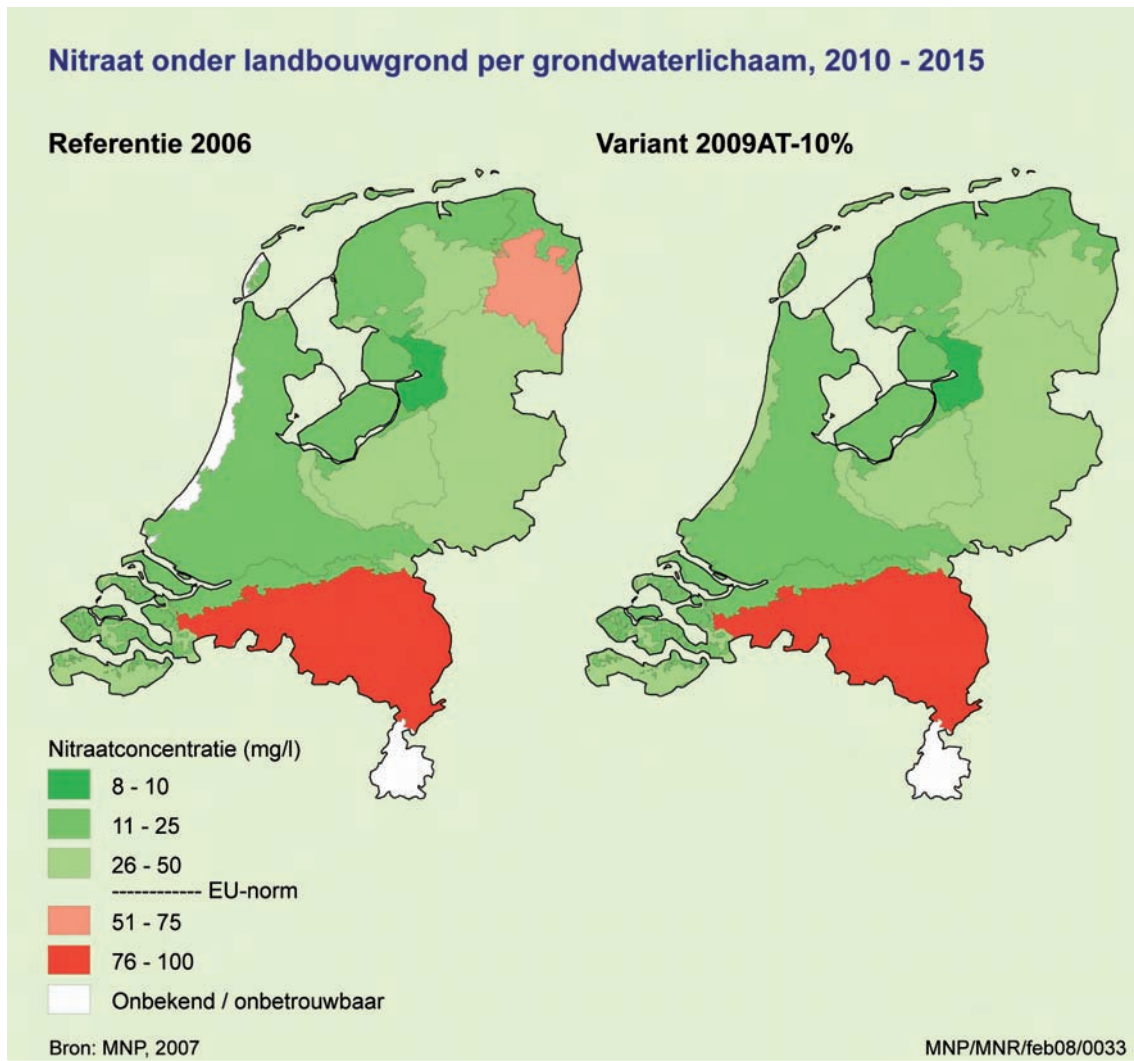 Nitraat onder landbouwgrond per grondwaterlichaam, 2010 - 2015
Referentie 2006
Variant 2009AT-10%
Nitraatconcentratie (mg/l)
8 - 10
11 - 25
26 - 50
------------ EU-norm
51 - 75
76 - 100
Onbekend / onbetrouwbaar
Bron: MNP, 2007
MNP/MNR/feb08/0033